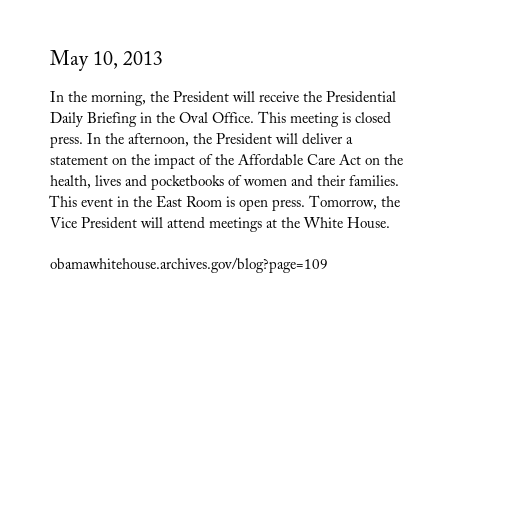 May 10, 2013
In the morning, the President will receive the Presidential
Daily Briefing in the Oval Office. This meeting is closed
press. In the afternoon, the President will deliver a
statement on the impact of the Affordable Care Act on the
health, lives and pocketbooks of women and their families.
This event in the East Room is open press. Tomorrow, the
Vice President will attend meetings at the White House.
obamawhitehouse.archives.gov/blog?page=109